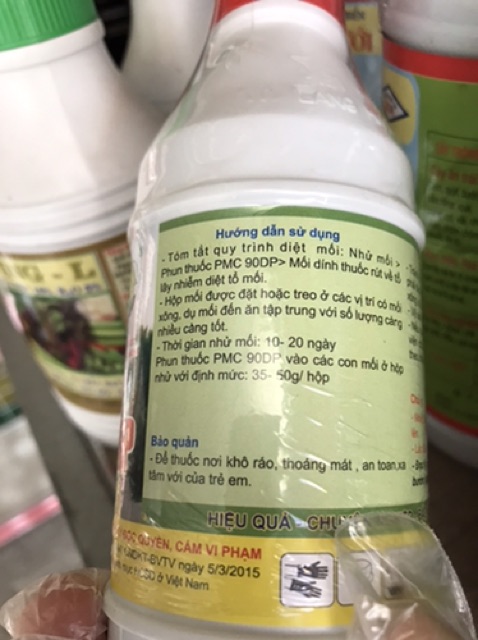 Hướng dẫn sử dụng
- Tóm tắt quy trình diệt mối: Nhử mối >
Phun thuốc PMC 90DP> Mối dính thuốc rút về tổ
lây nhiễm diệt tổ mối.
- Hộp mối được đặt hoặc treo ở các vị trí có mối
xông, dụ mối đến ăn tập trung với số lượng càng
nhiều càng tốt.
- Thời gian nhử mối: 10- 20 ngày
Phun thuốc PMC 90DP vào các con mối ở hộp
nhử với định mức: 35- 50g/ hộp
Bảo quản
- Để thuốc nơi khô ráo, thoáng mát , an toàn,xa
tầm với của trẻ em.
HIỆU QUẢ
QUYỀN, CẤM VI PHẠM
BVTV ngày 5/3/2015
ở Việt Nam
NG - L